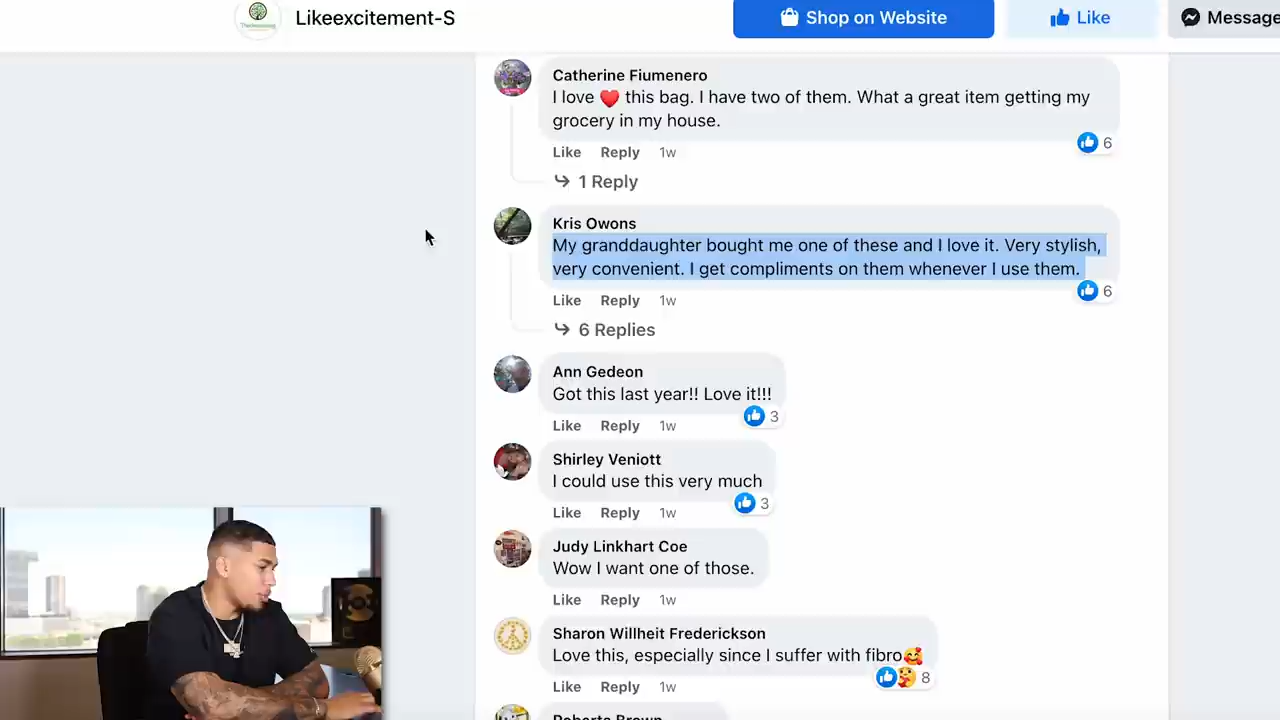 Likeexcitement-S
Shop on Website
Like
Message
Catherine Fiumenero
I love ❤️ this bag. I have two of them. What a great item getting my
grocery in my house.
6
Like Reply 1w
1 Reply
Kris Owons
My granddaughter bought me one of these and I love it. Very stylish,
very convenient. I get compliments on them whenever I use them.
6
Like Reply 1w
6 Replies
Ann Gedeon
Got this last year!! Love it!!!
3
Like Reply 1w
Shirley Veniott
I could use this very much
3
Like Reply 1w
Judy Linkhart Coe
Wow I want one of those.
Like Reply 1w
Sharon Willheit Frederickson
Love this, especially since I suffer with fibro🥰
8
Like Reply 1w
Roberta Brown